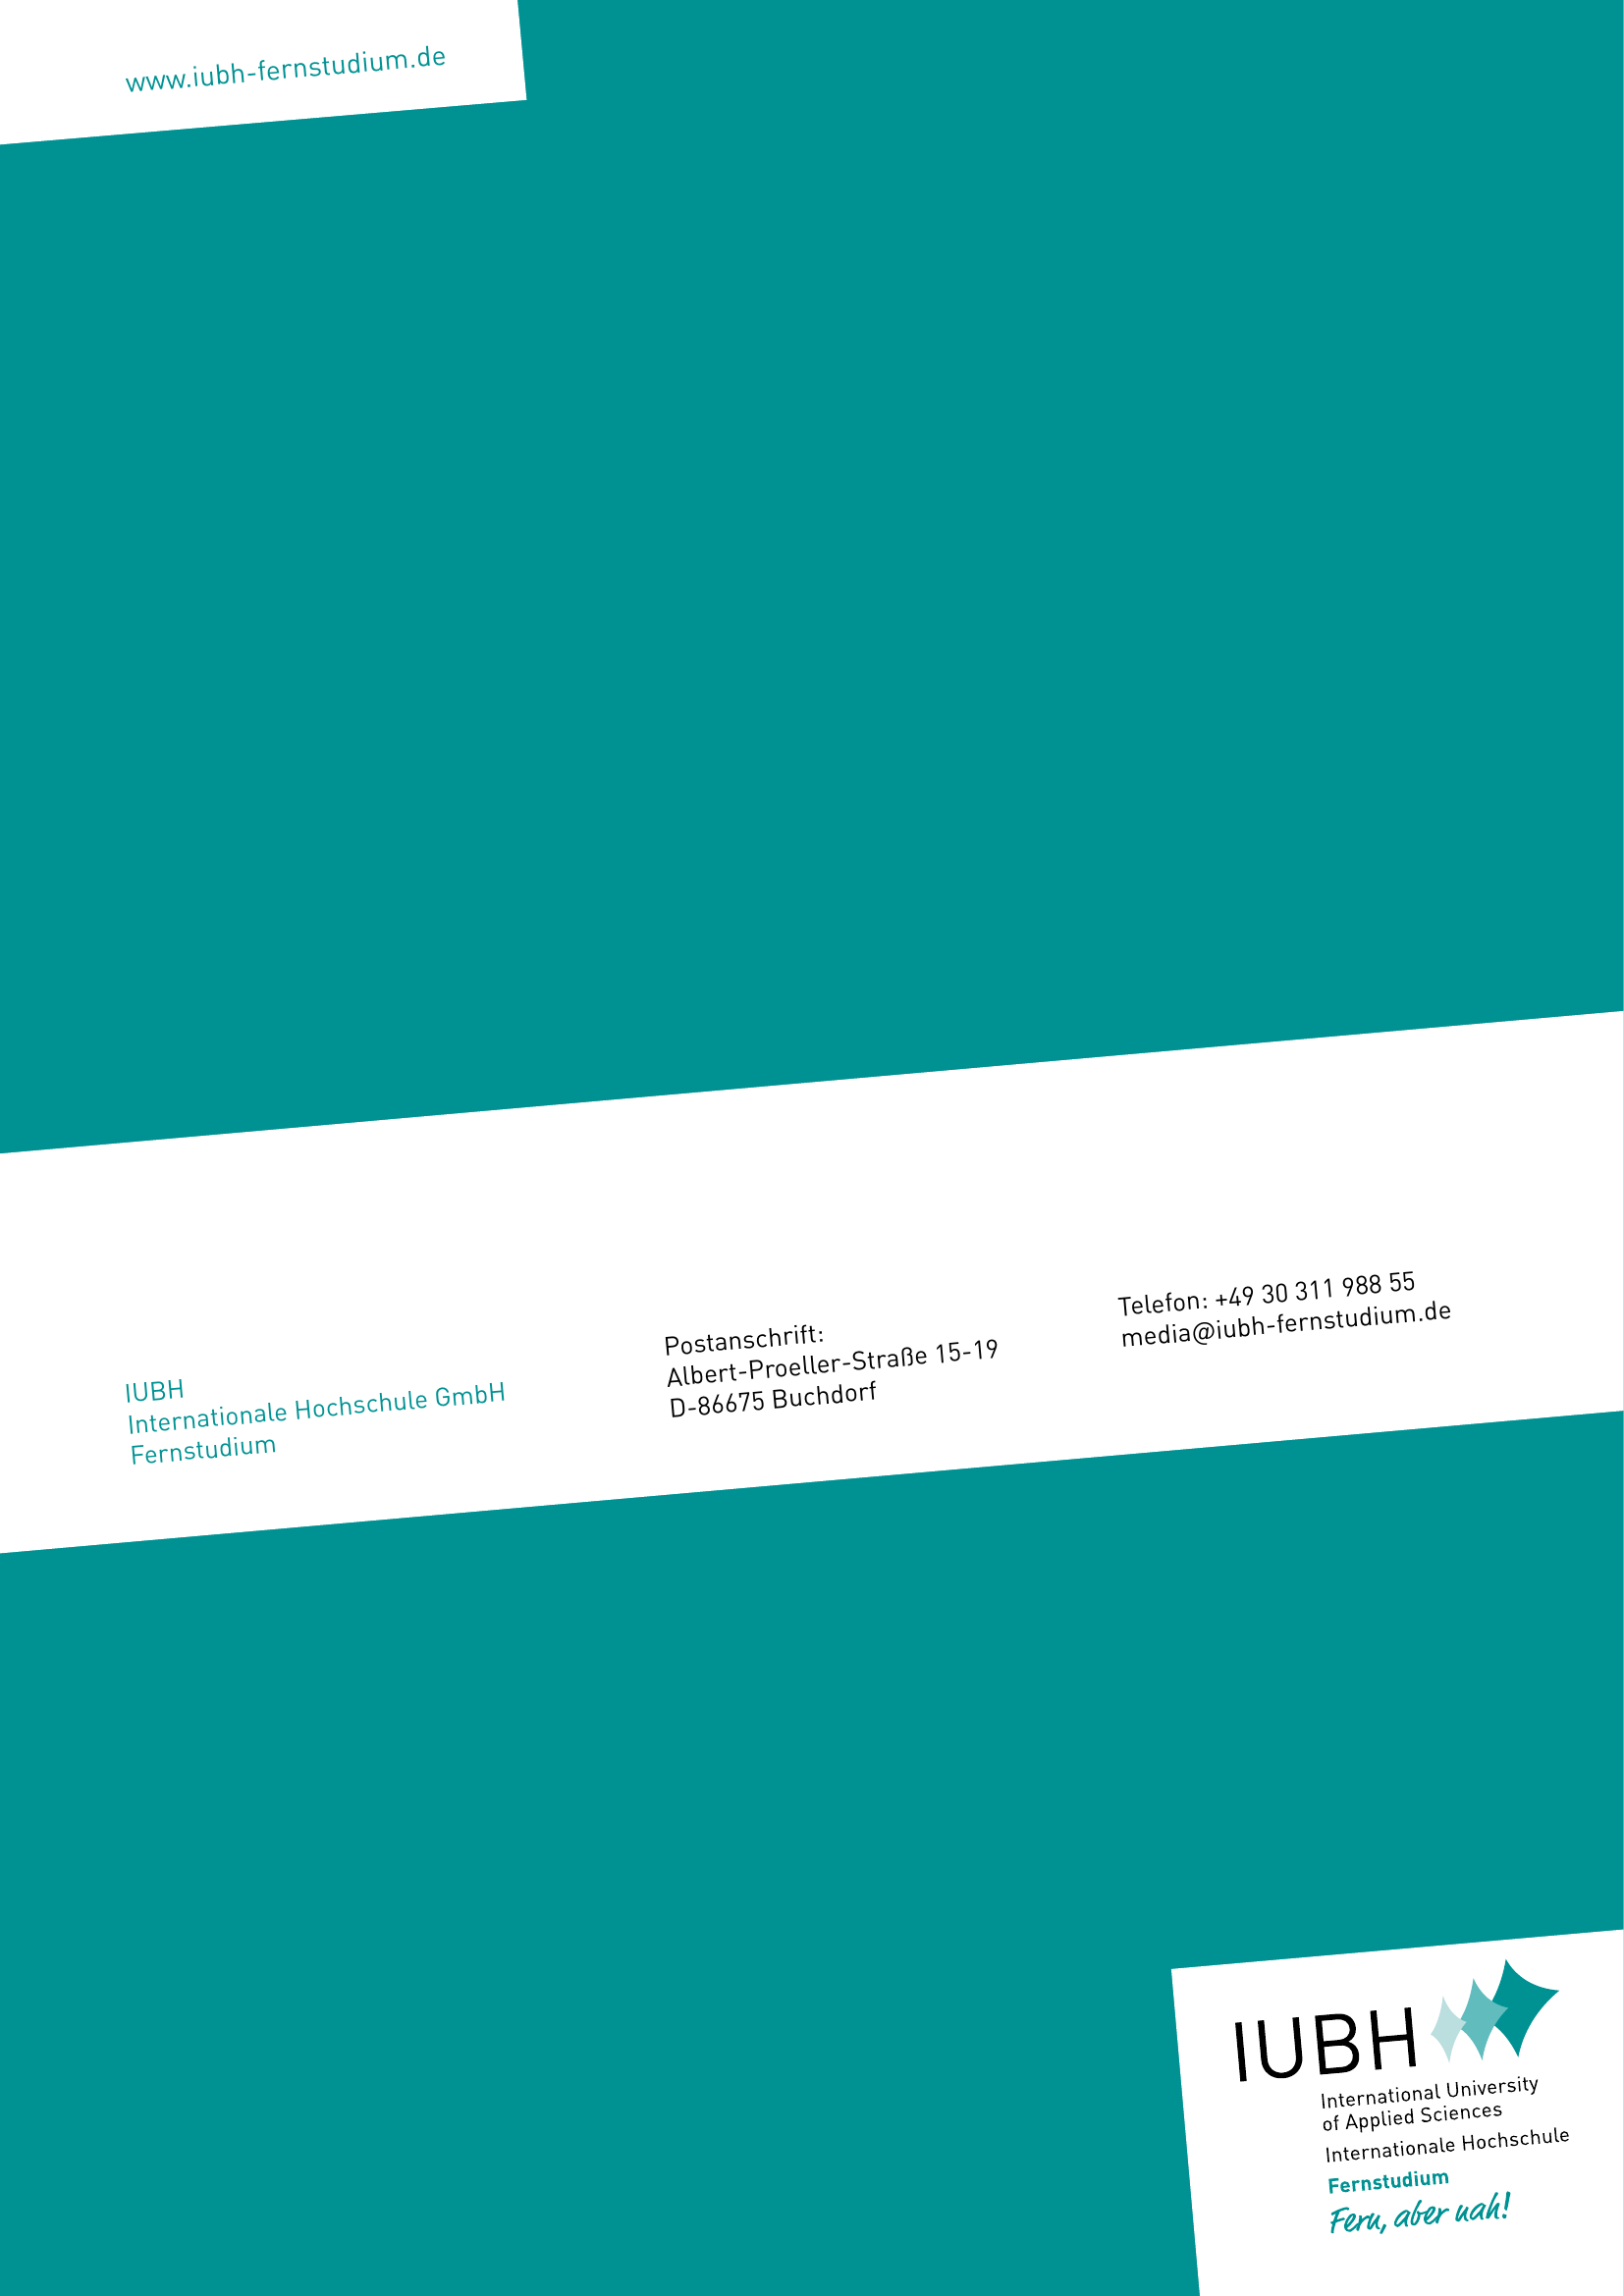 www.iubh-fernstudium.de
IUBH
Internationale Hochschule GmbH
Fernstudium
Postanschrift:
Albert-Proeller-Straße 15-19
D-86675 Buchdorf
Telefon: +49 30 311 988 55
media@iubh-fernstudium.de
IUBH
International University
of Applied Sciences
Internationale Hochschule
Fernstudium
Fern, aber nah!